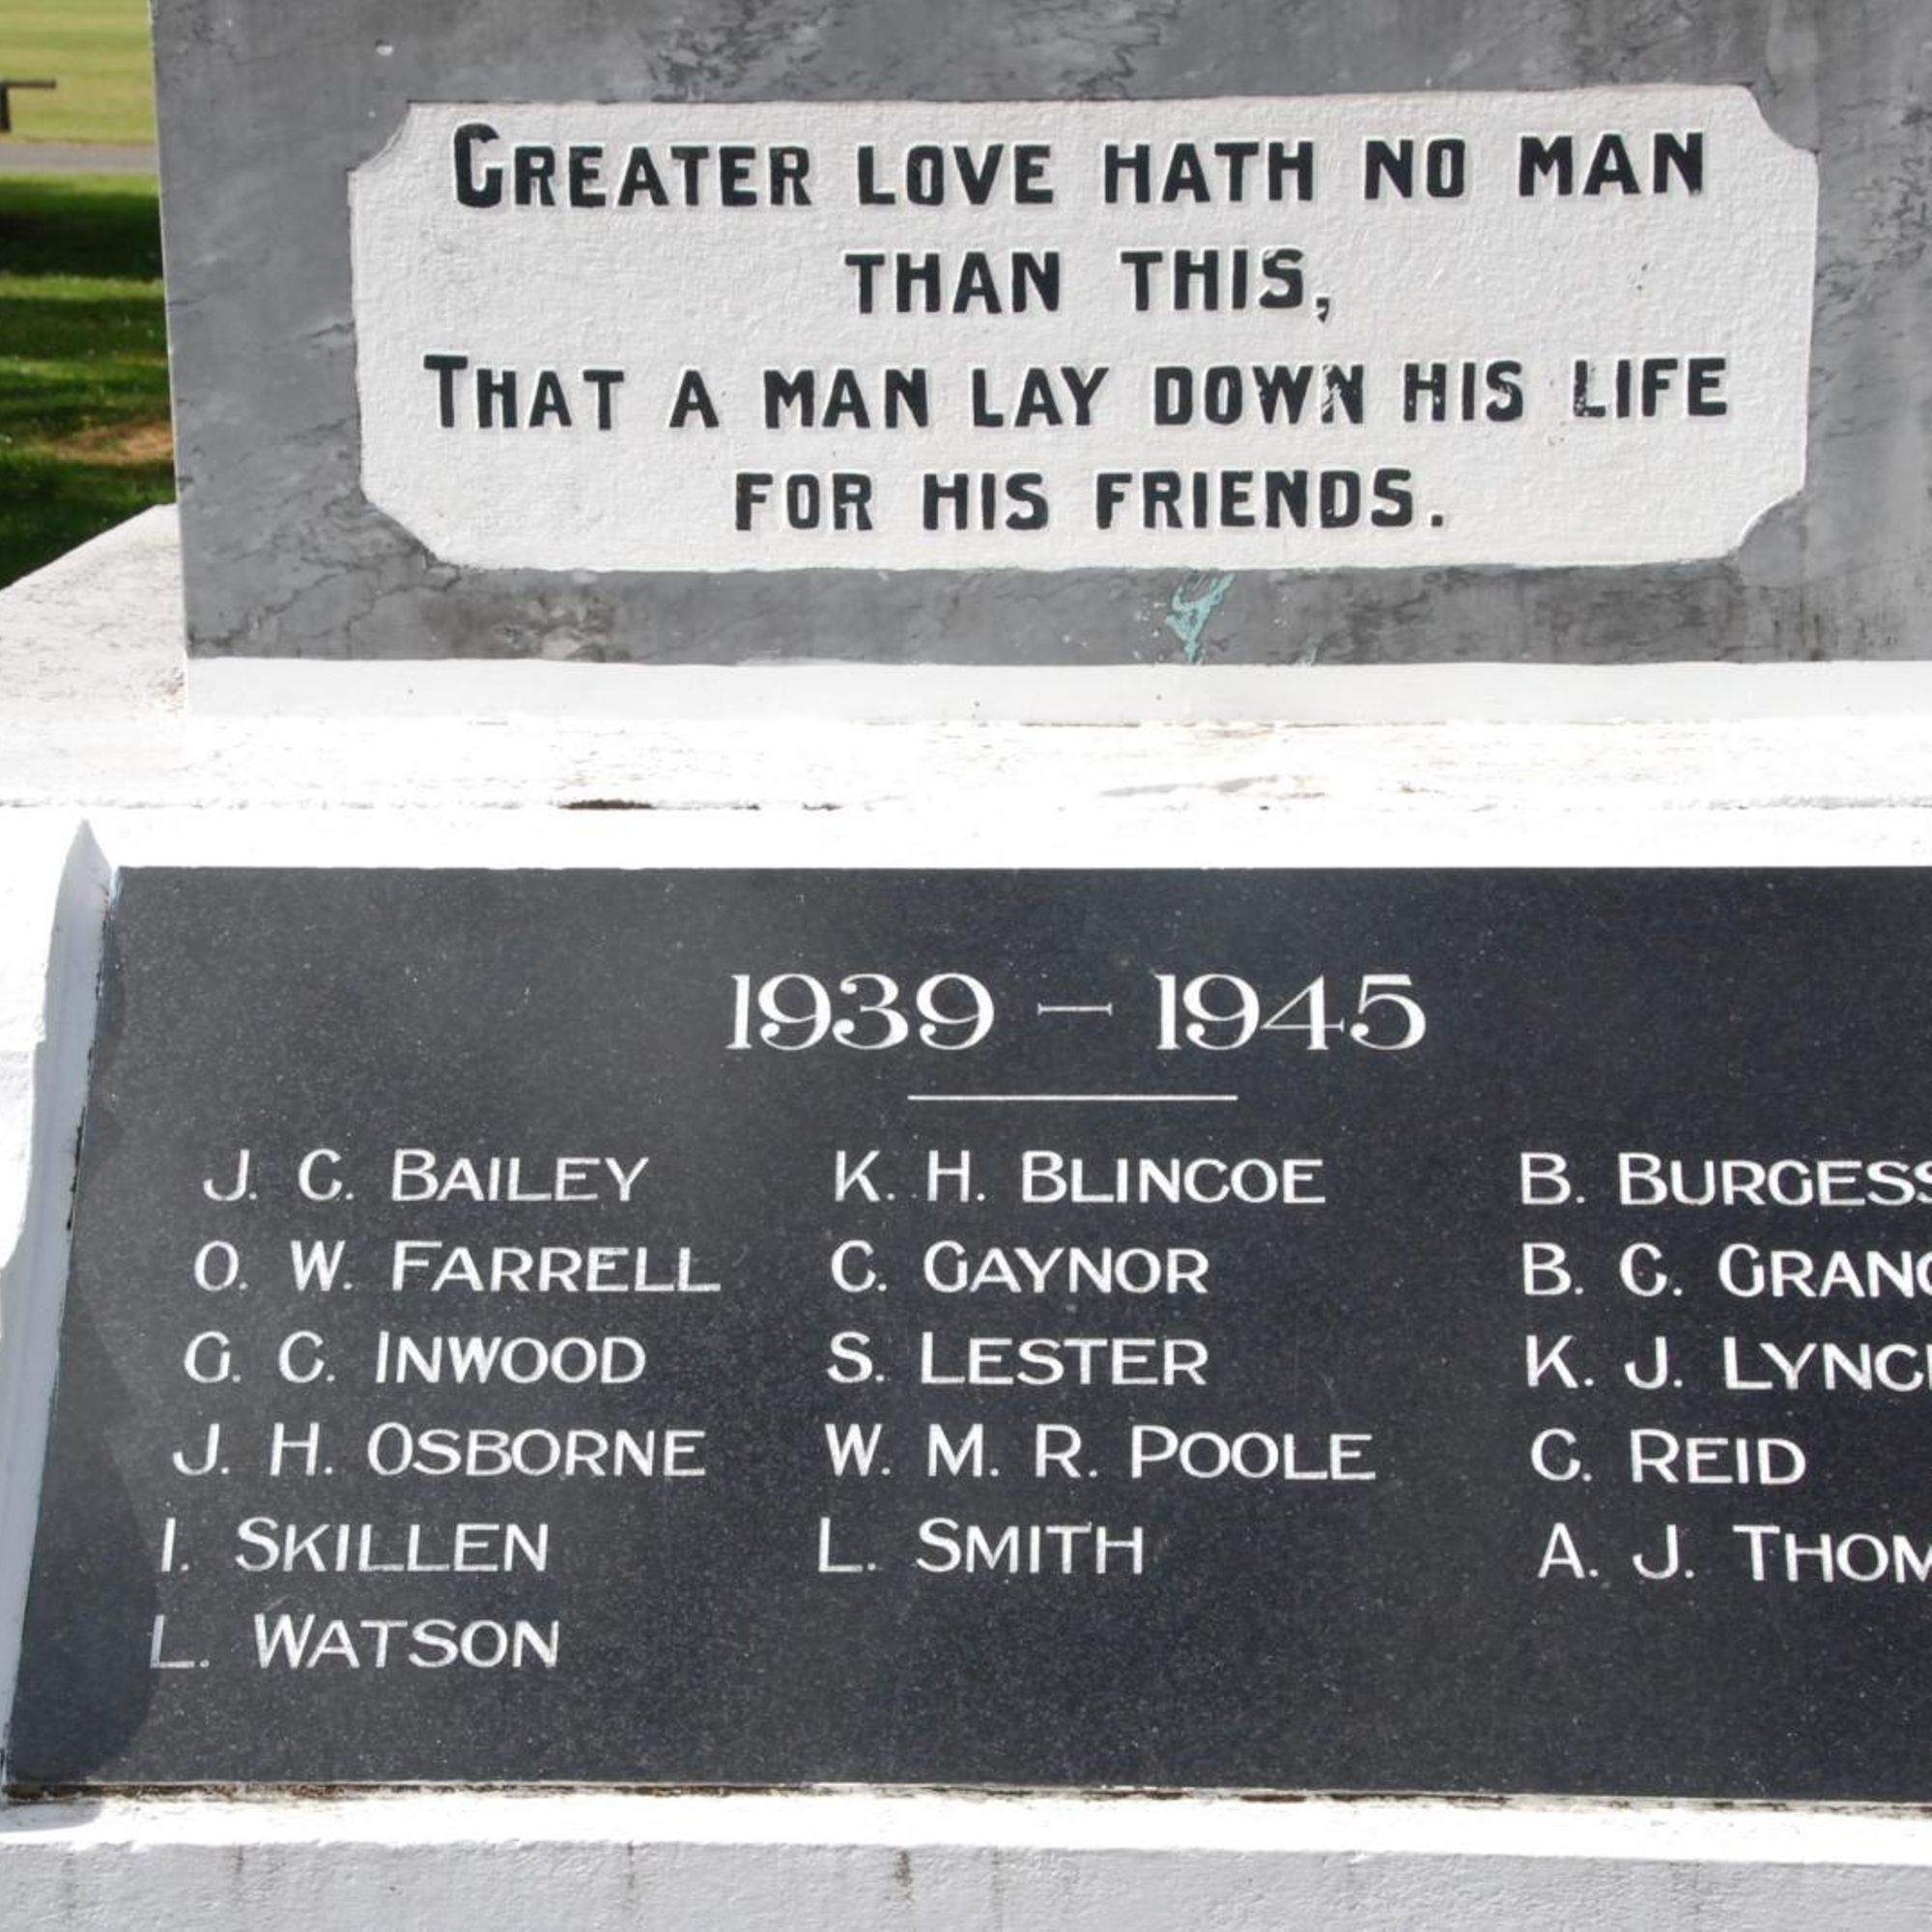 GREATER LOVE HATH NO MAN
THAN THIS,
THAT A MAN LAY DOWN HIS LIFE
FOR HIS FRIENDS.
1939 – 1945
J. C. BAILEY K. H. BLINCOE B. BURGESS
O. W. FARRELL C. GAYNOR B. C.
G. C. INWOOD S. LESTER K. J.
J. H. OSBORNE W. M. R. POOLE C. REID
I. SKILLEN L. SMITH A. J.
L. WATSON